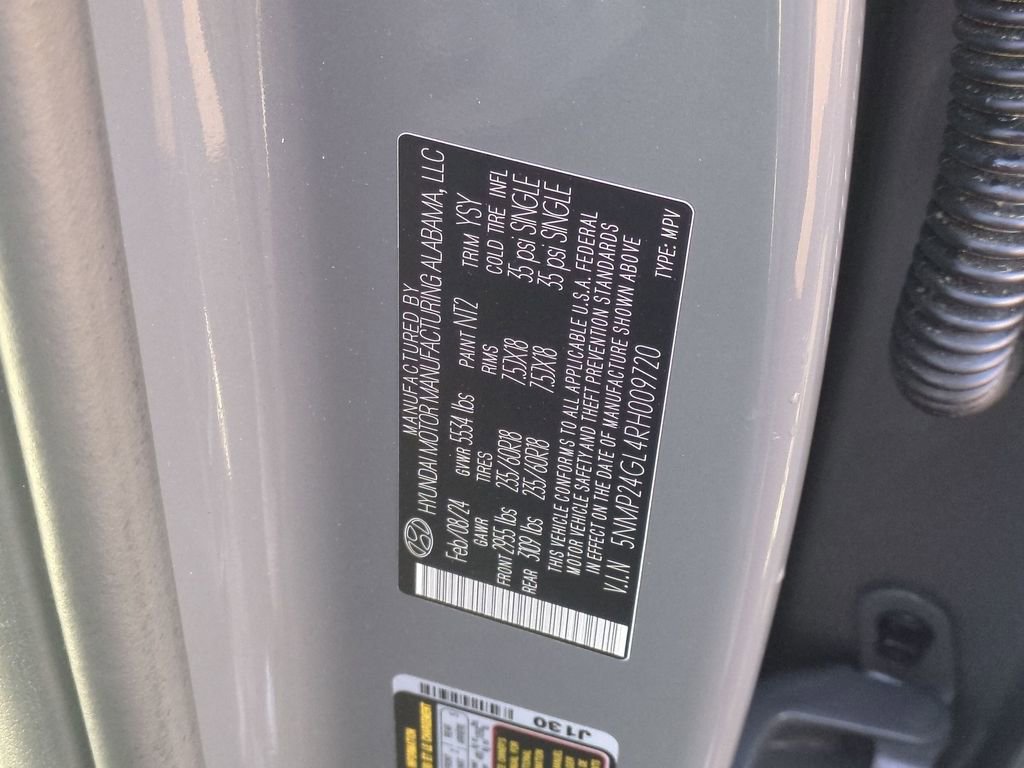 MANUFACTURED BY
HYUNDAI MOTOR MANUFACTURING ALABAMA, LLC
Feb/08/24 GVWR 5534 lbs PAINT NT2 TRIM YSY
GAWR TIRES RIMS COLD TIRE INFL
FRONT 2955 lbs 235/60R18 7.5JX18 35 psi, SINGLE
REAR 3019 lbs 235/60R18 7.5JX18 35 psi, SINGLE
THIS VEHICLE CONFORMS TO ALL APPLICABLE U.S.A. FEDERAL
MOTOR VEHICLE SAFETY AND THEFT PREVENTION STANDARDS
IN EFFECT ON THE DATE OF MANUFACTURE SHOWN ABOVE
V.I.N 5NMP24GL4RH009720 TYPE: MPV
J130